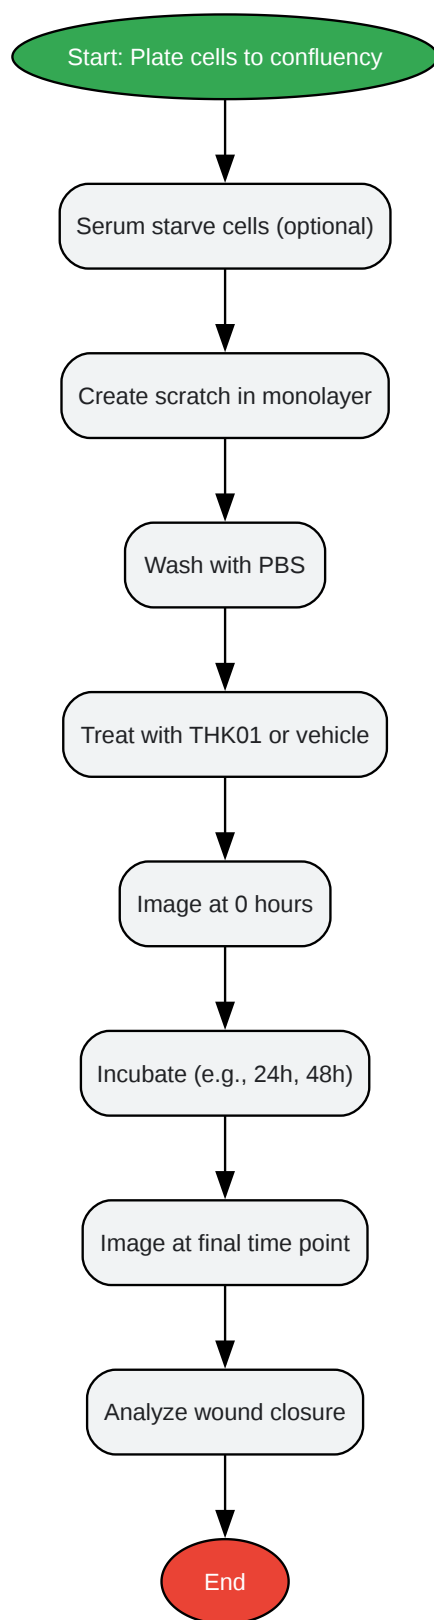 Start: Plate cells to confluency
Serum starve cells (optional)
Create scratch in monolayer
Wash with PBS
Treat with THK01 or vehicle
Image at 0 hours
Incubate (e.g., 24h, 48h)
Image at final time point
Analyze wound closure
End